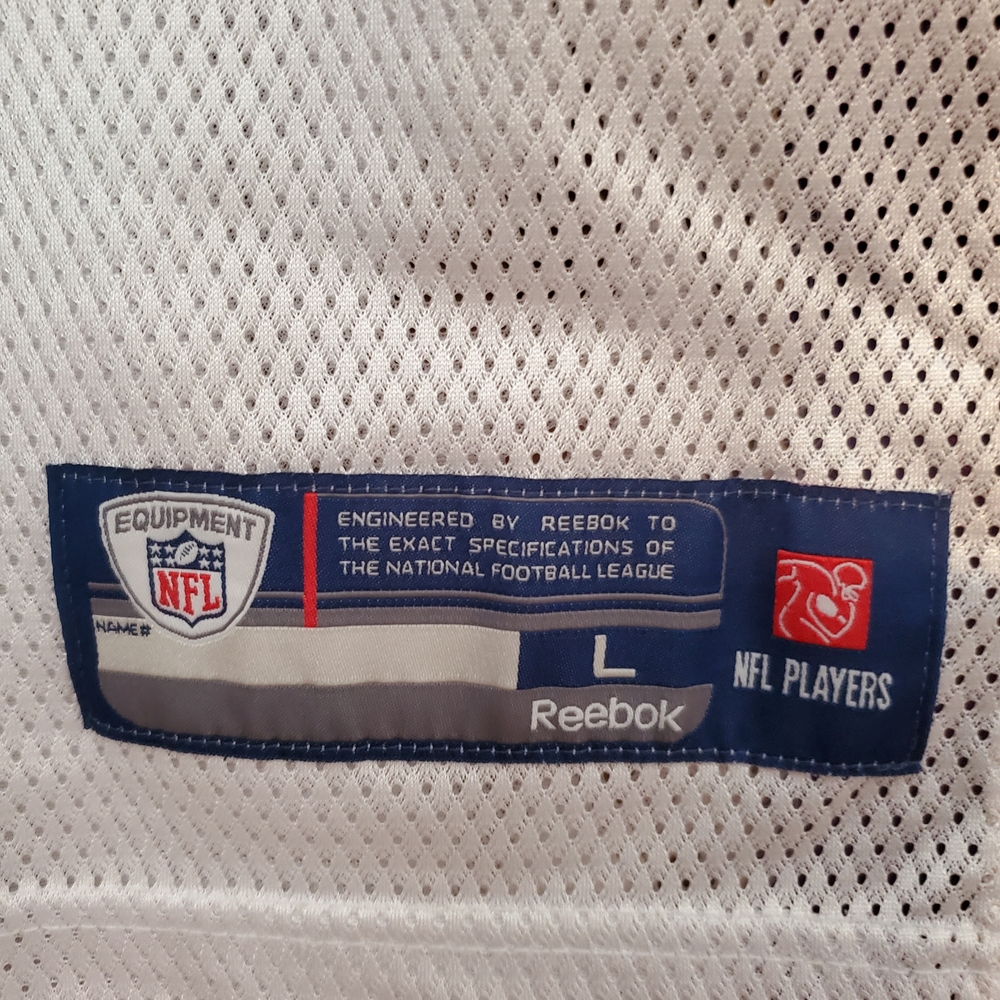 EQUIPMENT
NFL
NAME#
ENGINEERED BY REEBOK TO
THE EXACT SPECIFICATIONS OF
THE NATIONAL FOOTBALL LEAGUE
L
Reebok
NFL PLAYERS